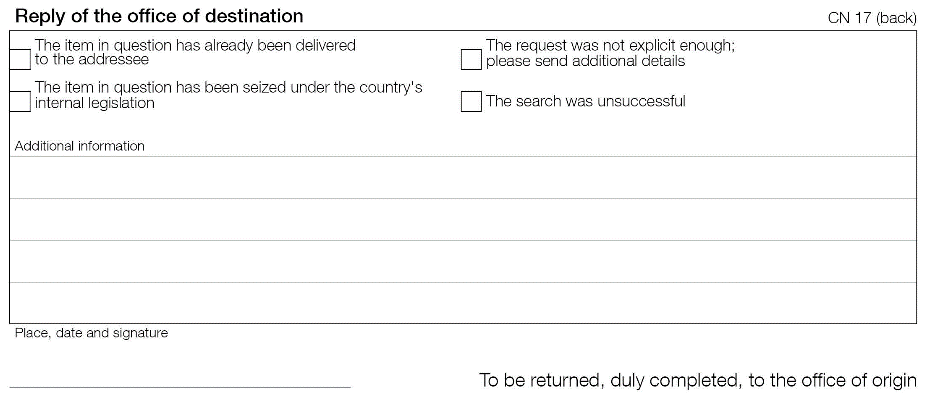 Reply of the office of destination
CN 17 (back)
The item in question has already been delivered
to the addressee
The request was not explicit enough;
please send additional details
The item in question has been seized under the country's
internal legislation
The search was unsuccessful
Additional information
Place, date and signature
To be returned, duly completed, to the office of origin